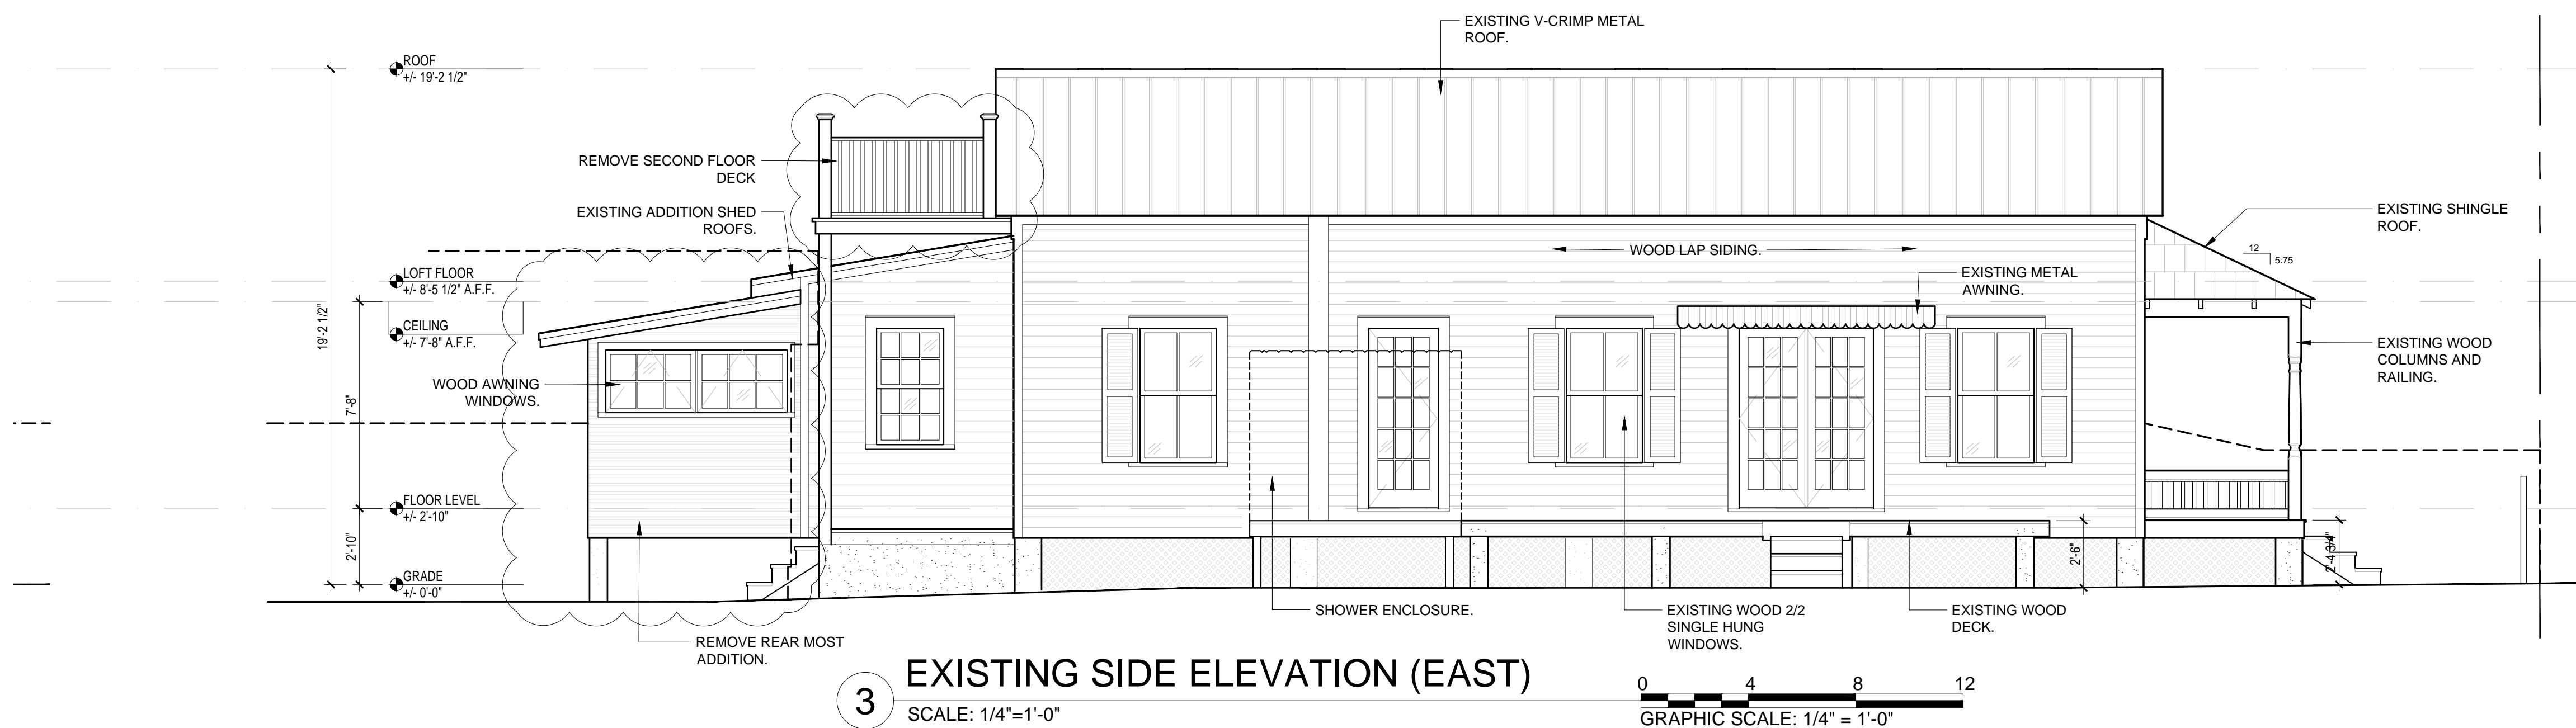 EXISTING V-CRIMP METAL
ROOF.
ROOF
+/- 19'-2 1/2"
REMOVE SECOND FLOOR
DECK
EXISTING ADDITION SHED
ROOFS.
EXISTING SHINGLE
ROOF.
12
5.75
WOOD LAP SIDING.
LOFT FLOOR
+/- 8'-5 1/2" A.F.F.
EXISTING METAL
AWNING.
19'-2 1/2"
CEILING
+/- 7'-8" A.F.F.
EXISTING WOOD
COLUMNS AND
RAILING.
WOOD AWNING
WINDOWS.
7'-8"
FLOOR LEVEL
+/- 2'-10"
2'-10"
2'-6"
2'-4 3/4"
GRADE
+/- 0'-0"
SHOWER ENCLOSURE.
EXISTING WOOD 2/2
SINGLE HUNG
WINDOWS.
EXISTING WOOD
DECK.
REMOVE REAR MOST
ADDITION.
3
EXISTING SIDE ELEVATION (EAST)
SCALE: 1/4"=1'-0"
0 4 8 12
GRAPHIC SCALE: 1/4" = 1'-0"